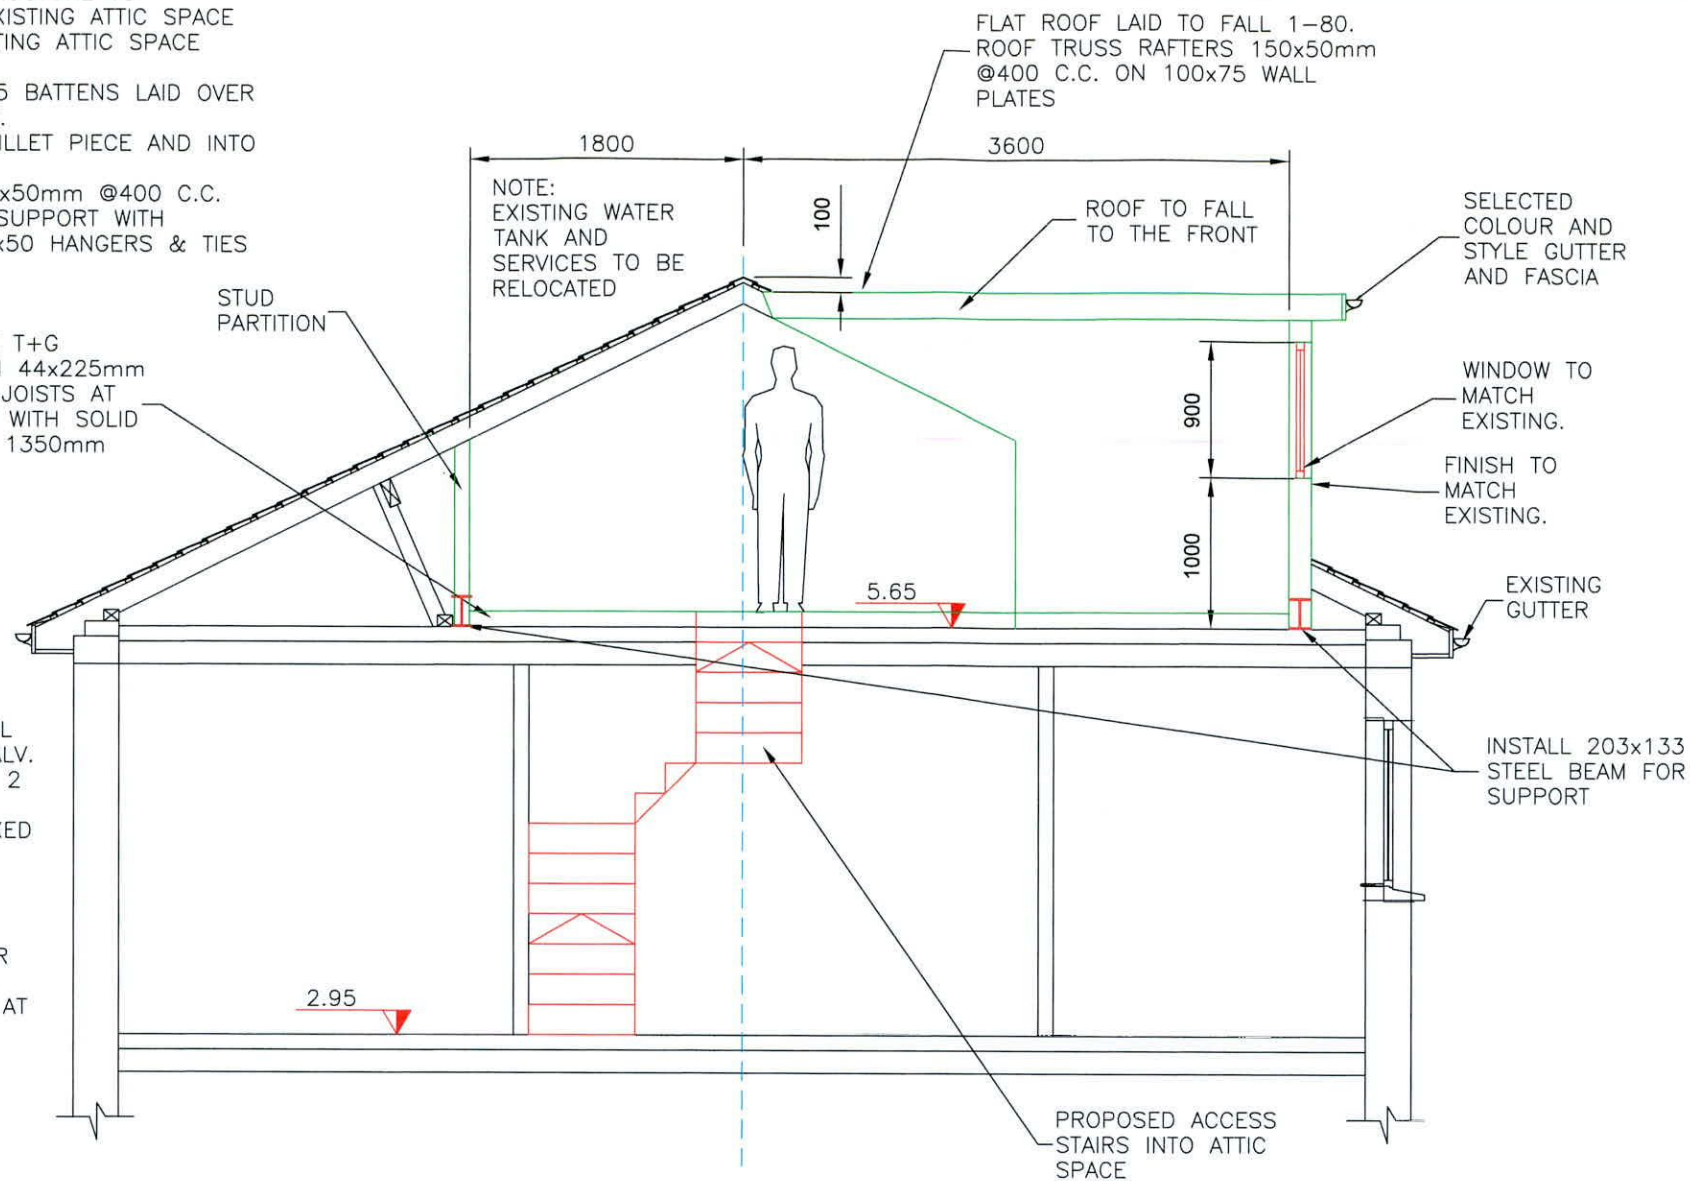 XISTING ATTIC SPACE
TING ATTIC SPACE
5 BATTENS LAID OVER
ILLET PIECE AND INTO
x50mm @400 C.C.
SUPPORT WITH
x50 HANGERS & TIES
STUD
PARTITION
T+G
44x225mm
JOISTS AT
WITH SOLID
1350mm
L
ALV.
2
XED
R
AT
1800
3600
NOTE:
EXISTING WATER
TANK AND
SERVICES TO BE
RELOCATED
100
FLAT ROOF LAID TO FALL 1-80.
ROOF TRUSS RAFTERS 150x50mm
@400 C.C. ON 100x75 WALL
PLATES
ROOF TO FALL
TO THE FRONT
SELECTED
COLOUR AND
STYLE GUTTER
AND FASCIA
900
WINDOW TO
MATCH
EXISTING.
FINISH TO
MATCH
EXISTING.
1000
5.65
EXISTING
GUTTER
INSTALL 203x133
STEEL BEAM FOR
SUPPORT
2.95
PROPOSED ACCESS
STAIRS INTO ATTIC
SPACE